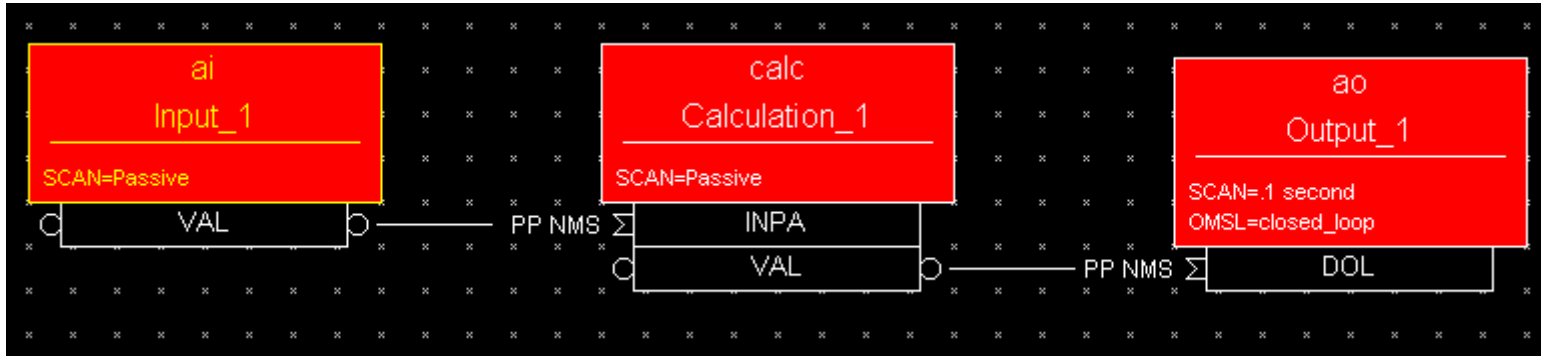 ai
Input_1
SCAN=Passive
VAL
PP NMS
calc
Calculation_1
SCAN=Passive
INPA
VAL
PP NMS
ao
Output_1
SCAN=.1 second
OMSL=closed_loop
DOL